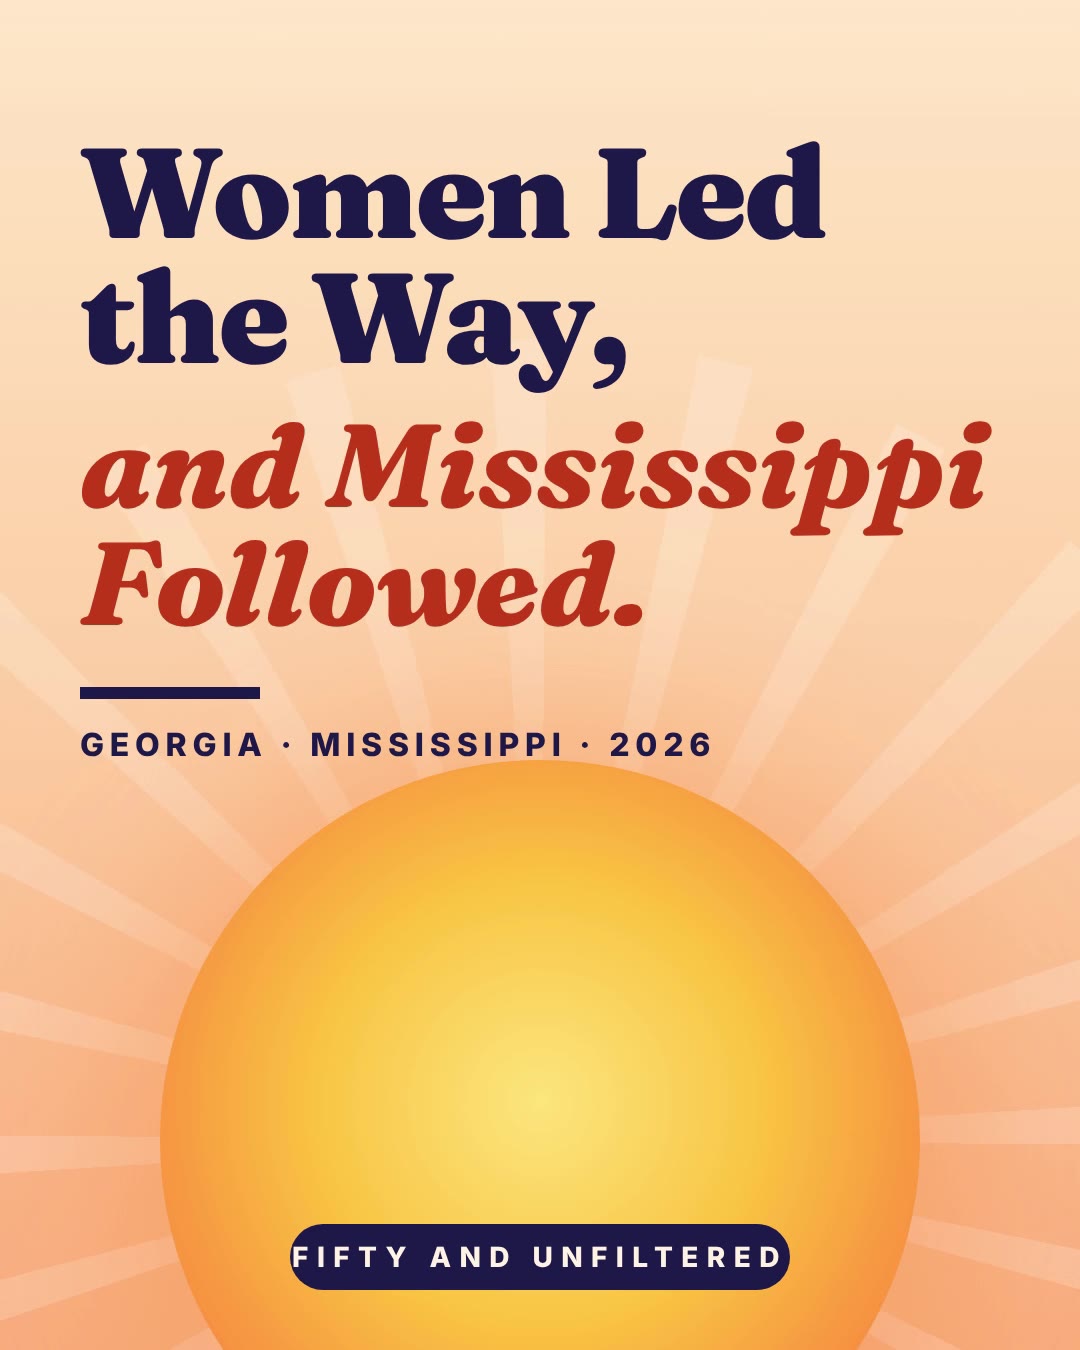 Women Led
the Way,
and Mississippi
Followed.
GEORGIA · MISSISSIPPI · 2026
FIFTY AND UNFILTERED